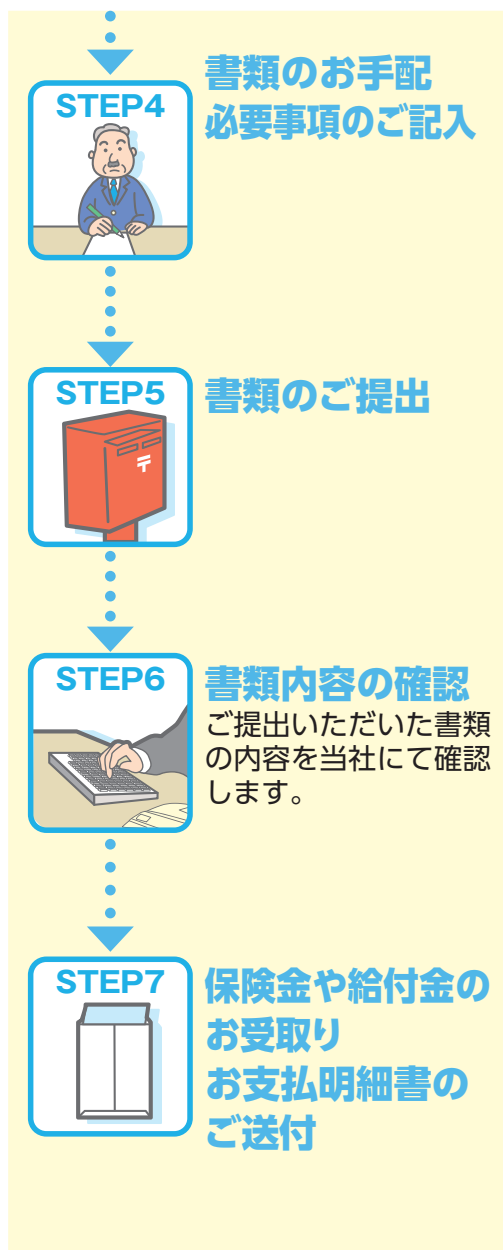 STEP4
書類のお手配
必要事項のご記入
STEP5
書類のご提出
〒
STEP6
書類内容の確認
ご提出いただいた書類
の内容を当社にて確認
します。
STEP7
保険金や給付金の
お受取り
お支払明細書の
ご送付